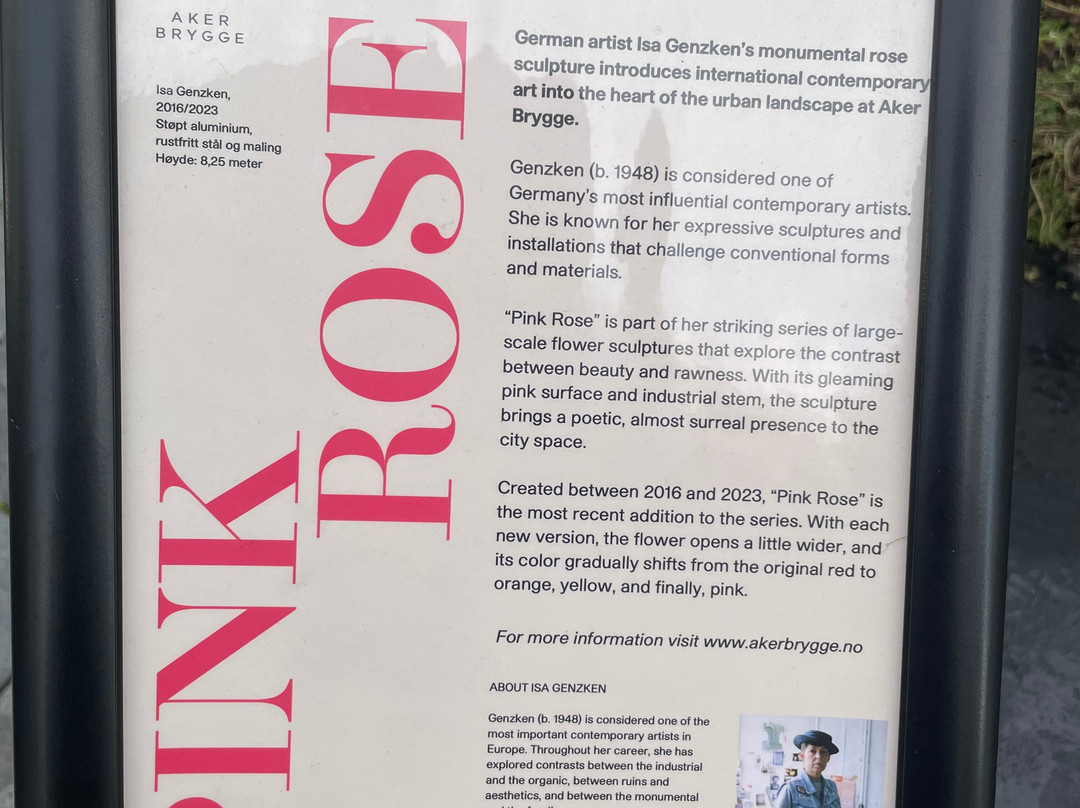 AKER
BRYGGE
Isa Genzken,
2016/2023
Støpt aluminium,
rustfritt stål og maling
Høyde: 8,25 meter
PINK
ROSE
German artist Isa Genzken’s monumental rose
sculpture introduces international contemporary
art into the heart of the urban landscape at Aker
Brygge.
Genzken (b. 1948) is considered one of
Germany’s most influential contemporary artists.
She is known for her expressive sculptures and
installations that challenge conventional forms
and materials.
“Pink Rose” is part of her striking series of large-
scale flower sculptures that explore the contrast
between beauty and rawness. With its gleaming
pink surface and industrial stem, the sculpture
brings a poetic, almost surreal presence to the
city space.
Created between 2016 and 2023, “Pink Rose” is
the most recent addition to the series. With each
new version, the flower opens a little wider, and
its color gradually shifts from the original red to
orange, yellow, and finally, pink.
For more information visit www.akerbrygge.no
ABOUT ISA GENZKEN
Genzken (b. 1948) is considered one of the
most important contemporary artists in
Europe. Throughout her career, she has
explored contrasts between the industrial
and the organic, between ruins and
aesthetics, and between the monumental